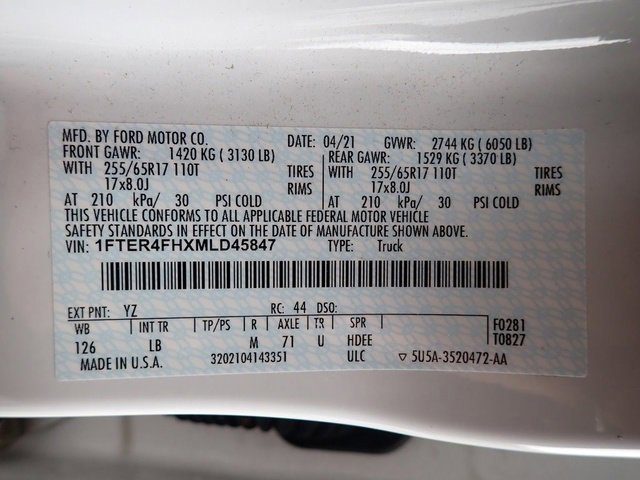 MFD. BY FORD MOTOR CO. DATE: 04/21 GVWR: 2744 KG ( 6050 LB)
FRONT GAWR: 1420 KG ( 3130 LB) REAR GAWR: 1529 KG ( 3370 LB)
WITH 255/65R17 110T TIRES WITH 255/65R17 110T TIRES
17x8.0J RIMS 17x8.0J RIMS
AT 210 kPa/ 30 PSI COLD AT 210 kPa/ 30 PSI COLD
THIS VEHICLE CONFORMS TO ALL APPLICABLE FEDERAL MOTOR VEHICLE
SAFETY STANDARDS IN EFFECT ON THE DATE OF MANUFACTURE SHOWN ABOVE.
VIN: 1FTER4FHXMLD45847 TYPE: Truck
EXT PNT: YZ RC: 44 DSO:
WB INT TR TP/PS R AXLE TR SPR F0281
126 LB M 71 U HDEE T0827
MADE IN U.S.A. 3202104143351 ULC ▽ 5U5A-3520472-AA